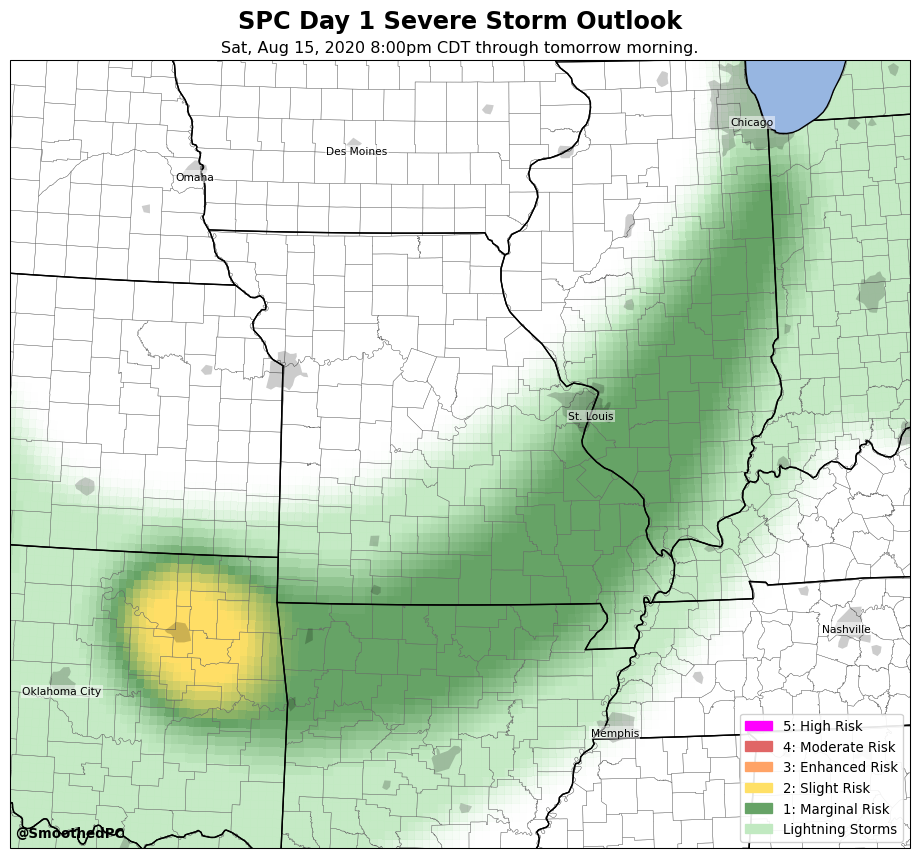 SPC Day 1 Severe Storm Outlook
Sat, Aug 15, 2020 8:00pm CDT through tomorrow morning.
Chicago
Des Moines
Omaha
St. Louis
Nashville
Oklahoma City
Memphis
5: High Risk
4: Moderate Risk
3: Enhanced Risk
2: Slight Risk
1: Marginal Risk
Lightning Storms
@SmoothedPC